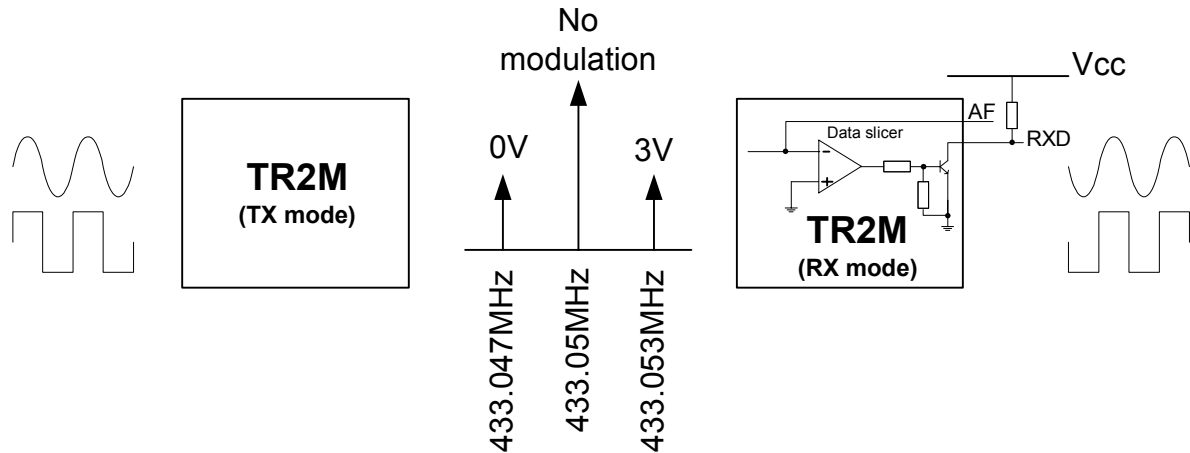 No
modulation
TR2M
(TX mode)
0V
3V
433.047MHz
433.05MHz
433.053MHz
Vcc
AF
RXD
Data slicer
TR2M
(RX mode)